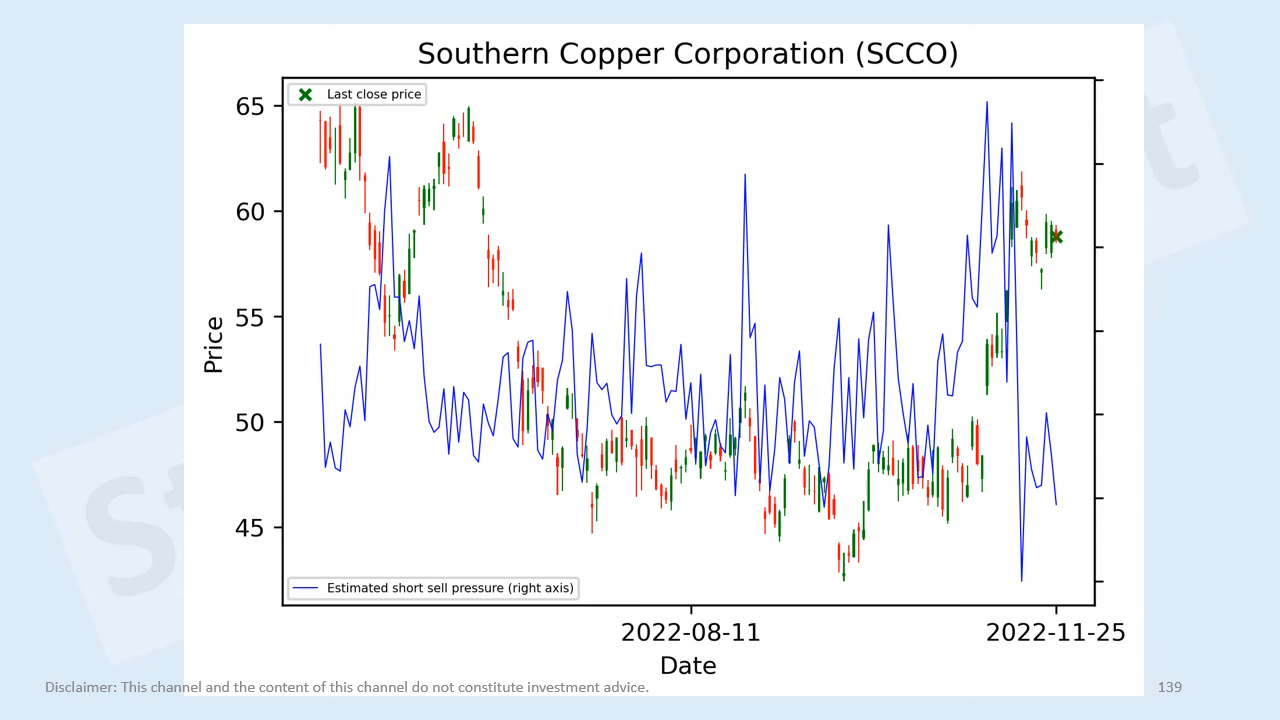 Southern Copper Corporation (SCCO)
Last close price
65
60
55
50
45
Price
Estimated short sell pressure (right axis)
2022-08-11
2022-11-25
Date
Disclaimer: This channel and the content of this channel do not constitute investment advice.
139